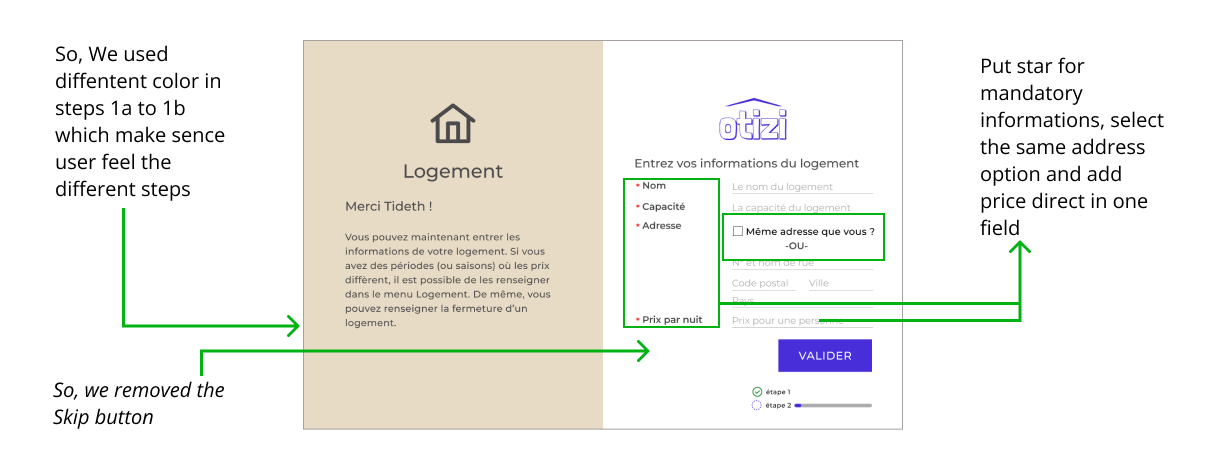 So, We used
diffentent color in
steps 1a to 1b
which make sence
user feel the
different steps
So, we removed the
Skip button
Logement
Merci Tideth !
Vous pouvez maintenant entrer les
informations de votre logement. Si vous
avez des périodes (ou saisons) où les prix
diffèrent, il est possible de les renseigner
dans le menu Logement. De même, vous
pouvez renseigner la fermeture d'un
logement.
otizi
Entrez vos informations du logement
* Nom
Le nom du logement
* Capacité
La capacité du logement
* Adresse
Même adresse que vous ?
-OU-
N° et nom de rue
Code postal
Ville
Pays
* Prix par nuit
Prix pour une personne
VALIDER
étape 1
étape 2
Put star for
mandatory
informations, select
the same address
option and add
price direct in one
field